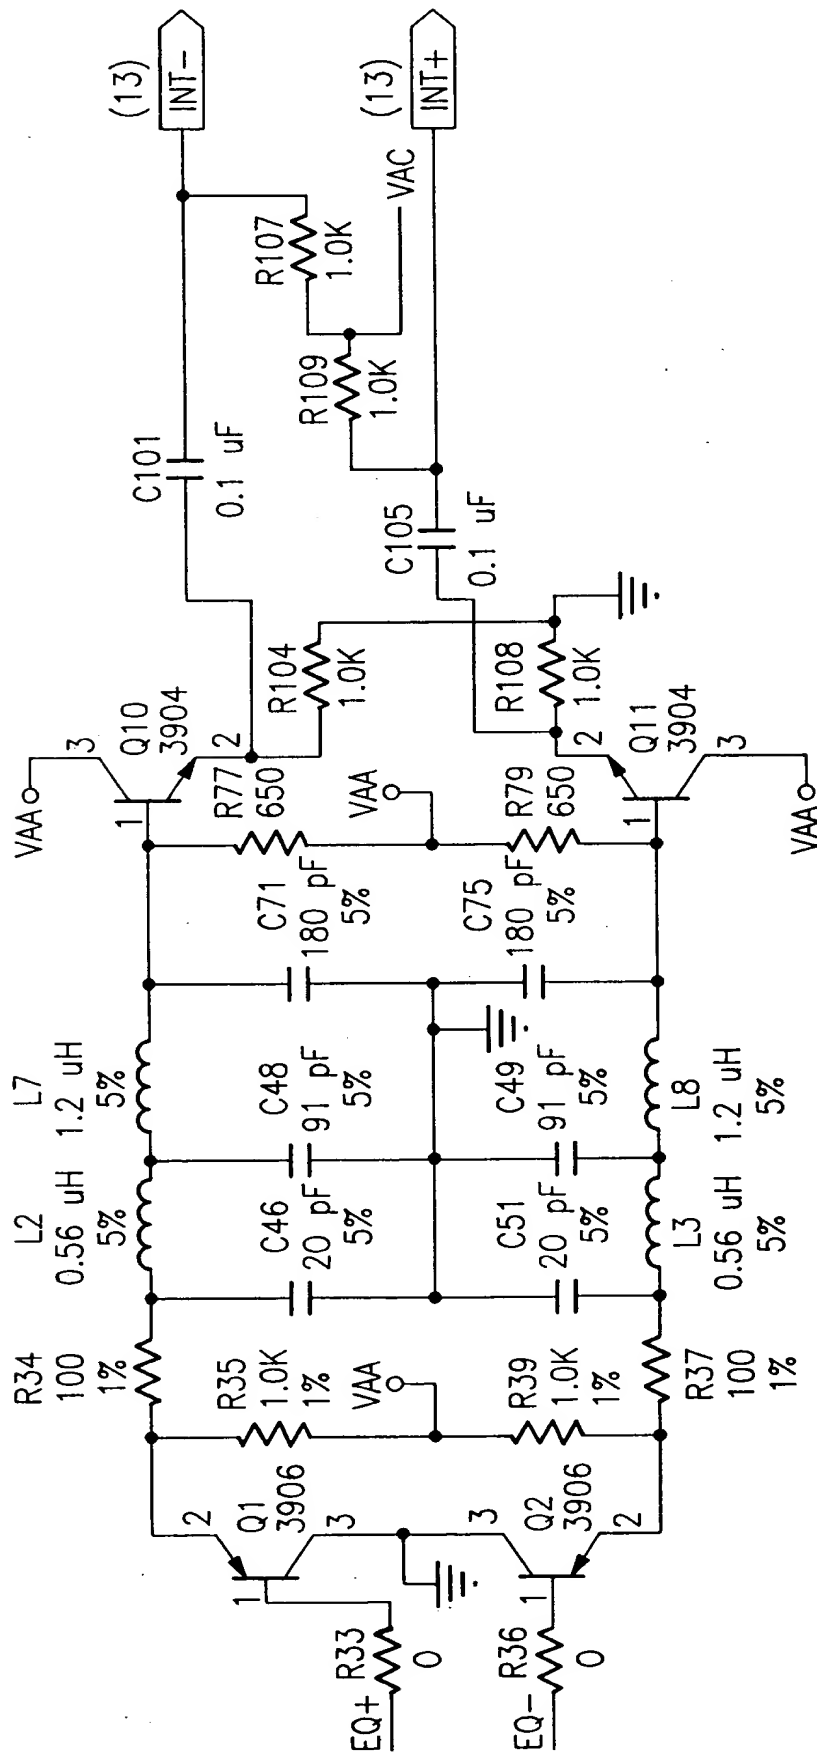 EQ+
R33
0
EQ-
R36
0
1
Q1
3906
2
3
1
Q2
3906
2
3
R35
1.0K
1%
VAA
R39
1.0K
1%
R34
100
1%
R37
100
1%
L2
0.56 uH
5%
L7
1.2 uH
5%
C46
20 pF
5%
C48
91 pF
5%
C71
180 pF
5%
C51
20 pF
5%
C49
91 pF
5%
C75
180 pF
5%
L3
0.56 uH
5%
L8
1.2 uH
5%
R77
650
VAA
R79
650
VAA
1
Q10
3904
2
3
1
Q11
3904
2
3
VAA
R104
1.0K
R108
1.0K
C101
0.1 uF
C105
0.1 uF
R107
1.0K
R109
1.0K
VAC
(13)
INT-
(13)
INT+